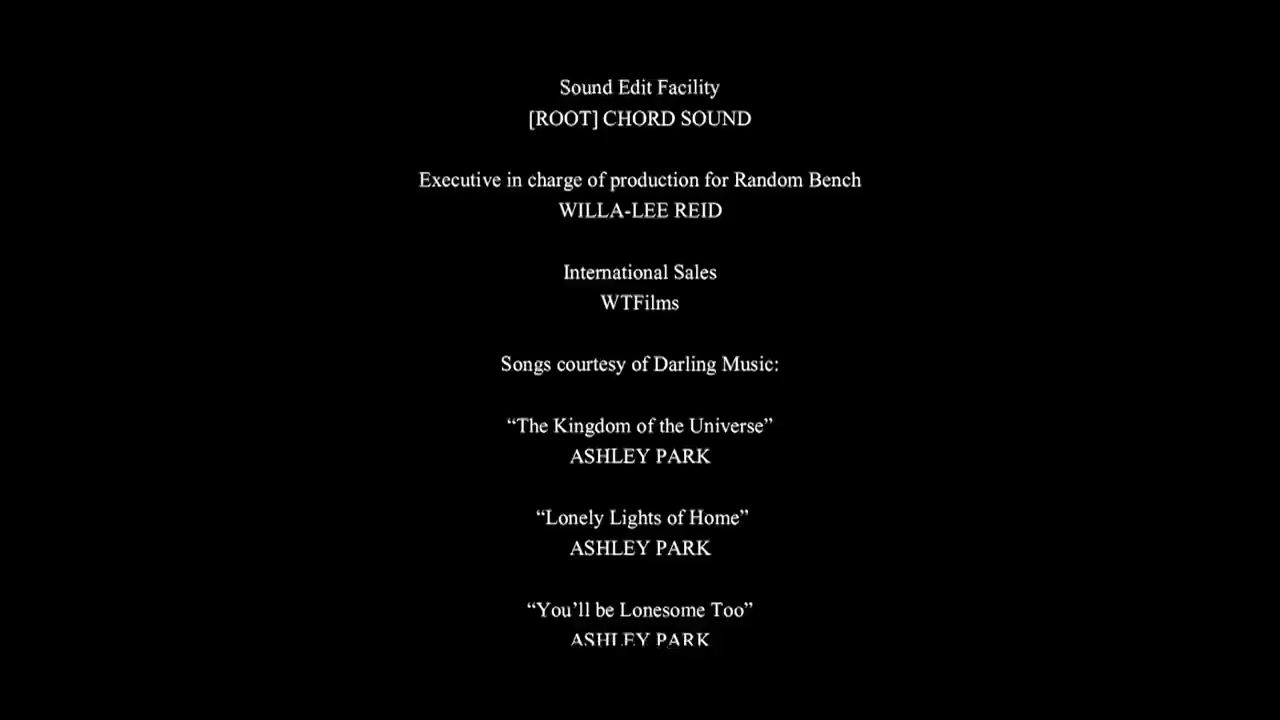 Sound Edit Facility
[ROOT] CHORD SOUND
Executive in charge of production for Random Bench
WILLA-LEE REID
International Sales
WTFilms
Songs courtesy of Darling Music:
“The Kingdom of the Universe”
ASHLEY PARK
“Lonely Lights of Home”
ASHLEY PARK
“You’ll be Lonesome Too”
ASHLEY PARK